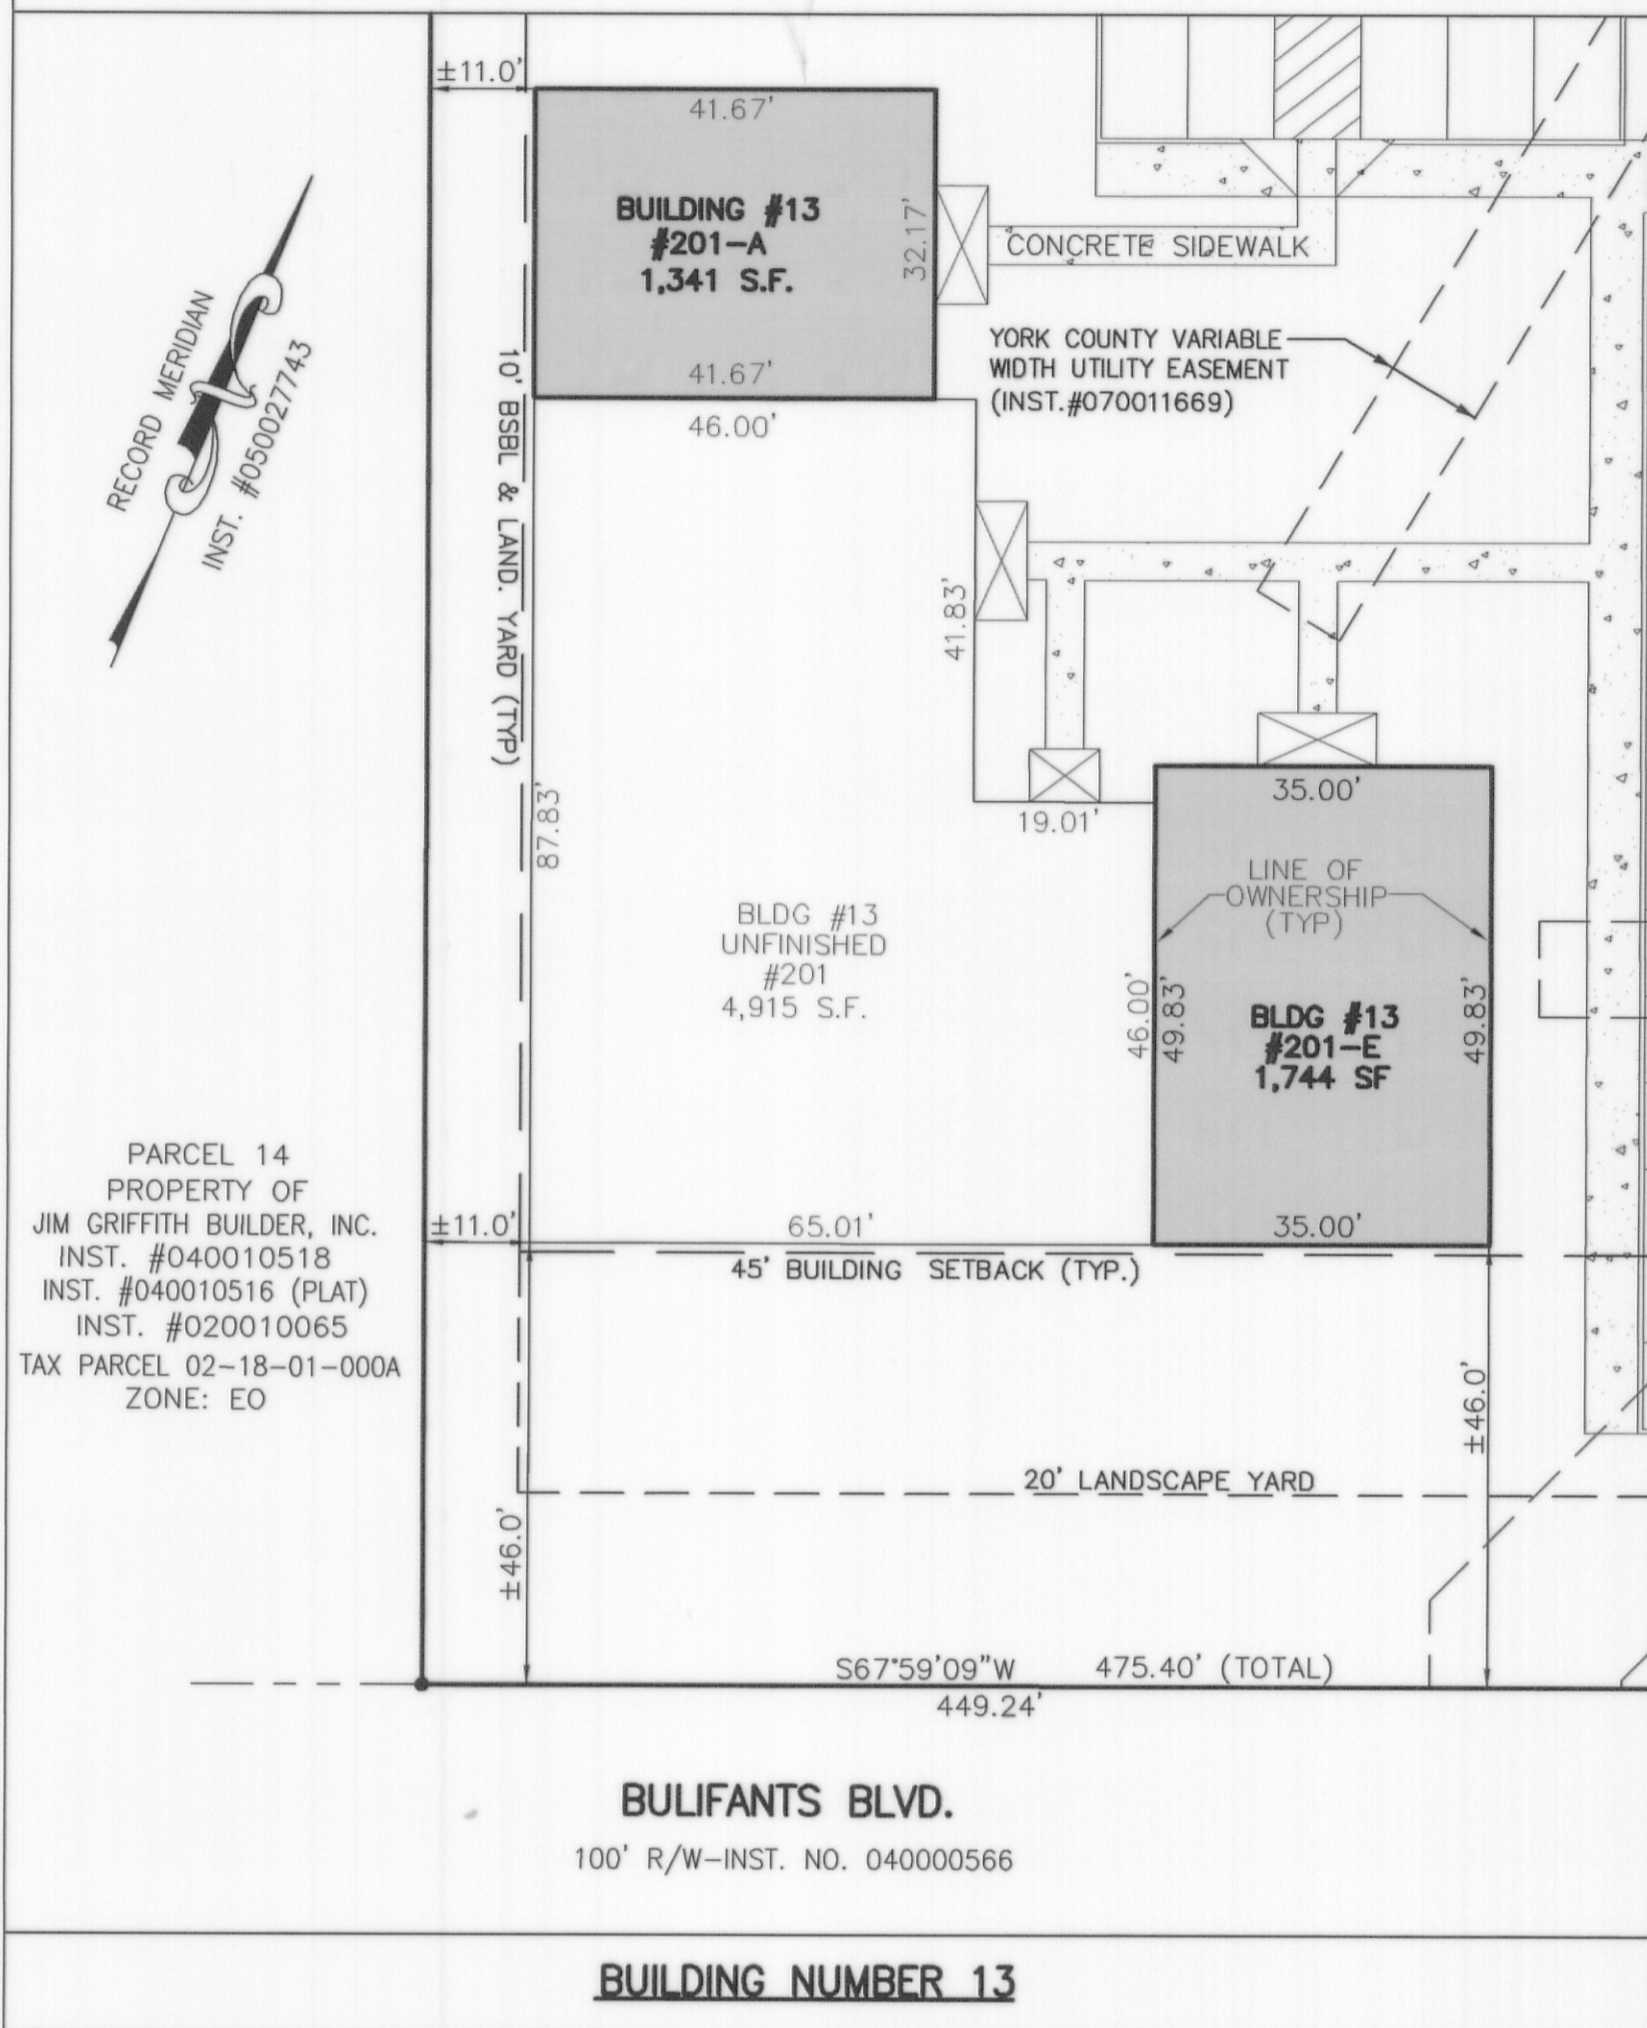 ±11.0'
41.67'
BUILDING #13
#201-A
1,341 S.F.
32.17'
41.67'
46.00'
CONCRETE SIDEWALK
YORK COUNTY VARIABLE
WIDTH UTILITY EASEMENT
(INST.#070011669)
RECORD MERIDIAN
INST. #050027743
10' BSBL & LAND. YARD (TYP)
87.83'
41.83'
19.01'
35.00'
LINE OF
OWNERSHIP
(TYP)
BLDG #13
UNFINISHED
#201
4,915 S.F.
46.00'
49.83'
BLDG #13
#201-E
1,744 SF
49.83'
PARCEL 14
PROPERTY OF
JIM GRIFFITH BUILDER, INC.
INST. #040010518
INST. #040010516 (PLAT)
INST. #020010065
TAX PARCEL 02-18-01-000A
ZONE: EO
±11.0'
65.01'
35.00'
45' BUILDING SETBACK (TYP.)
±46.0'
20' LANDSCAPE YARD
±46.0'
S67°59'09"W 475.40' (TOTAL)
449.24'
BULIFANTS BLVD.
100' R/W-INST. NO. 040000566
BUILDING NUMBER 13